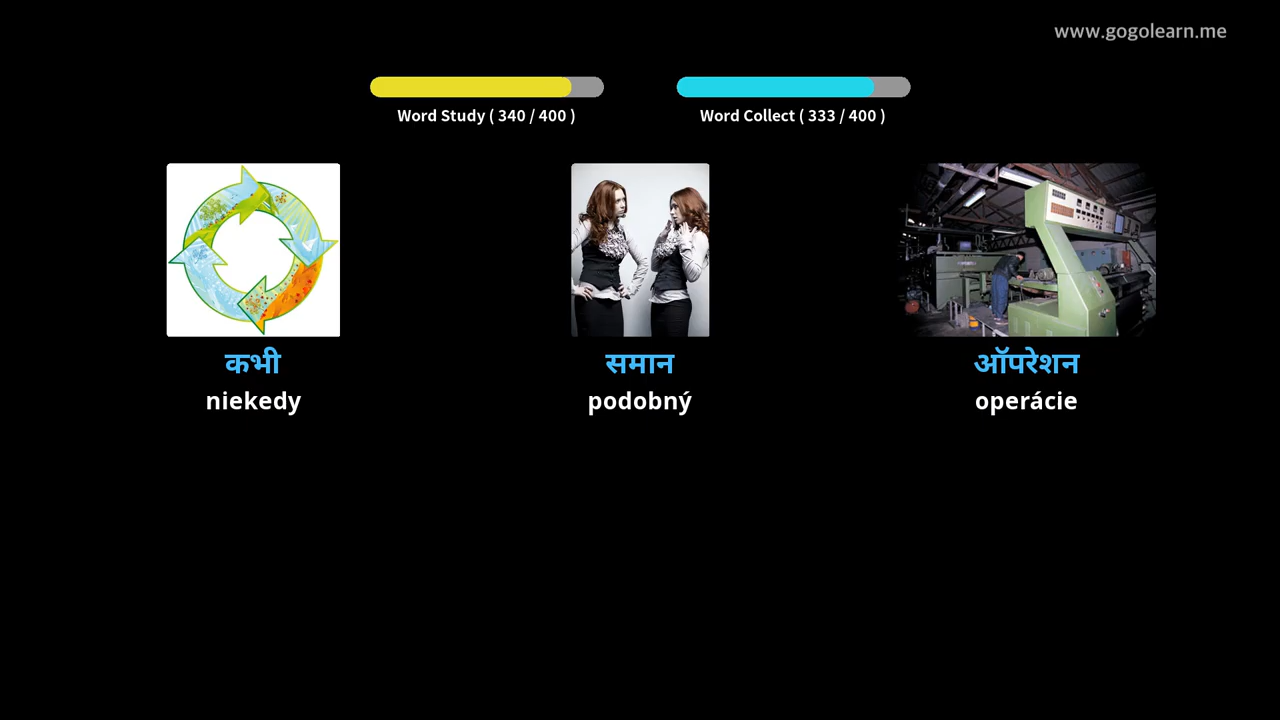 www.gogolearn.me
Word Study ( 340 / 400 )
Word Collect ( 333 / 400 )
कभी
niekedy
समान
podobný
ऑपरेशन
operácie